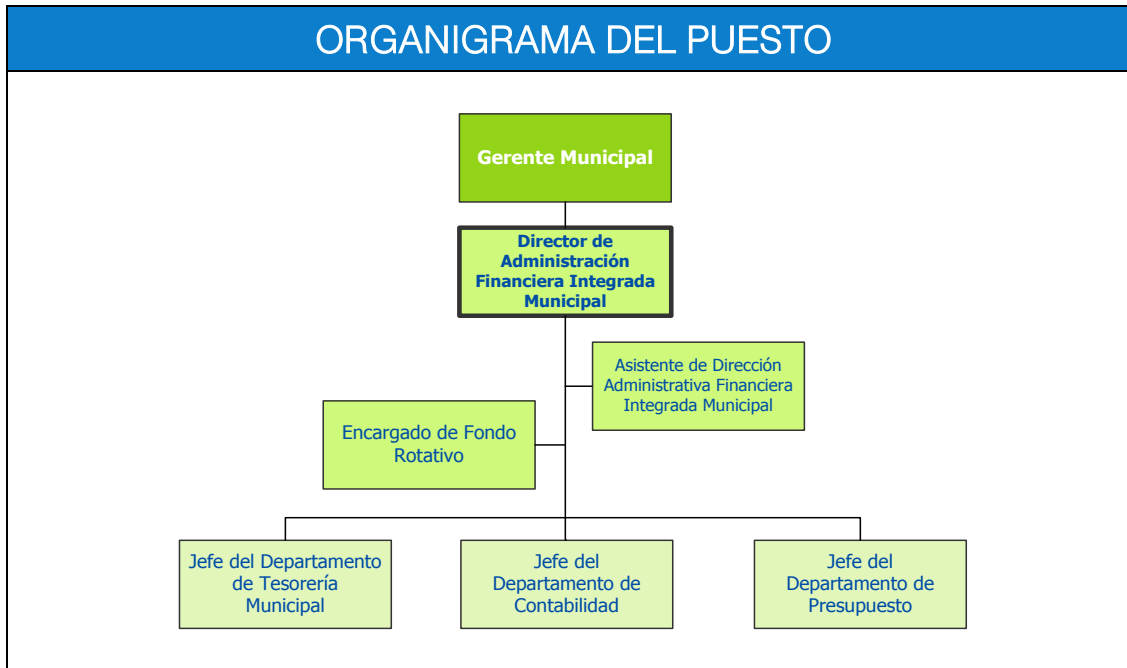 ORGANIGRAMA DEL PUESTO
Gerente Municipal
Director de
Administración
Financiera Integrada
Municipal
Asistente de Dirección
Administrativa Financiera
Integrada Municipal
Encargado de Fondo
Rotativo
Jefe del Departamento
de Tesorería
Municipal
Jefe del
Departamento de
Contabilidad
Jefe del
Departamento de
Presupuesto